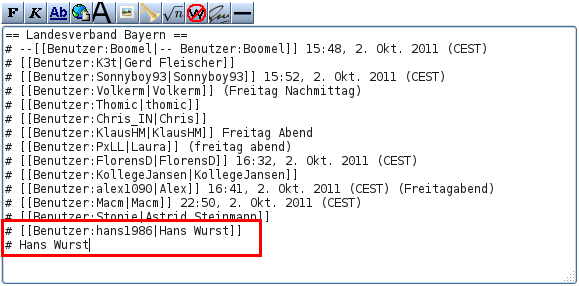 F K Ab A √n W
== Landesverband Bayern ==
# --[[Benutzer:Boomel|-- Benutzer:Boomel]] 15:48, 2. Okt. 2011 (CEST)
# [[Benutzer:K3t|Gerd Fleischer]]
# [[Benutzer:Sonnyboy93|Sonnyboy93]] 15:52, 2. Okt. 2011 (CEST)
# [[Benutzer:Volkerm|Volkerm]] (Freitag Nachmittag)
# [[Benutzer:Thomic|thomic]]
# [[Benutzer:Chris_IN|Chris]]
# [[Benutzer:KlausHM|KlausHM]] Freitag Abend
# [[Benutzer:PxLL|Laura]] (freitag abend)
# [[Benutzer:FlorensD|FlorensD]] 16:32, 2. Okt. 2011 (CEST)
# [[Benutzer:KollegeJansen|KollegeJansen]]
# [[Benutzer:alex1090|Alex]] 16:41, 2. Okt. 2011 (CEST) (Freitagabend)
# [[Benutzer:Macm|Macm]] 22:50, 2. Okt. 2011 (CEST)
# [[Benutzer:Stonie|Astrid Steinmann]]
# [[Benutzer:hans1986|Hans Wurst]]
# Hans Wurst